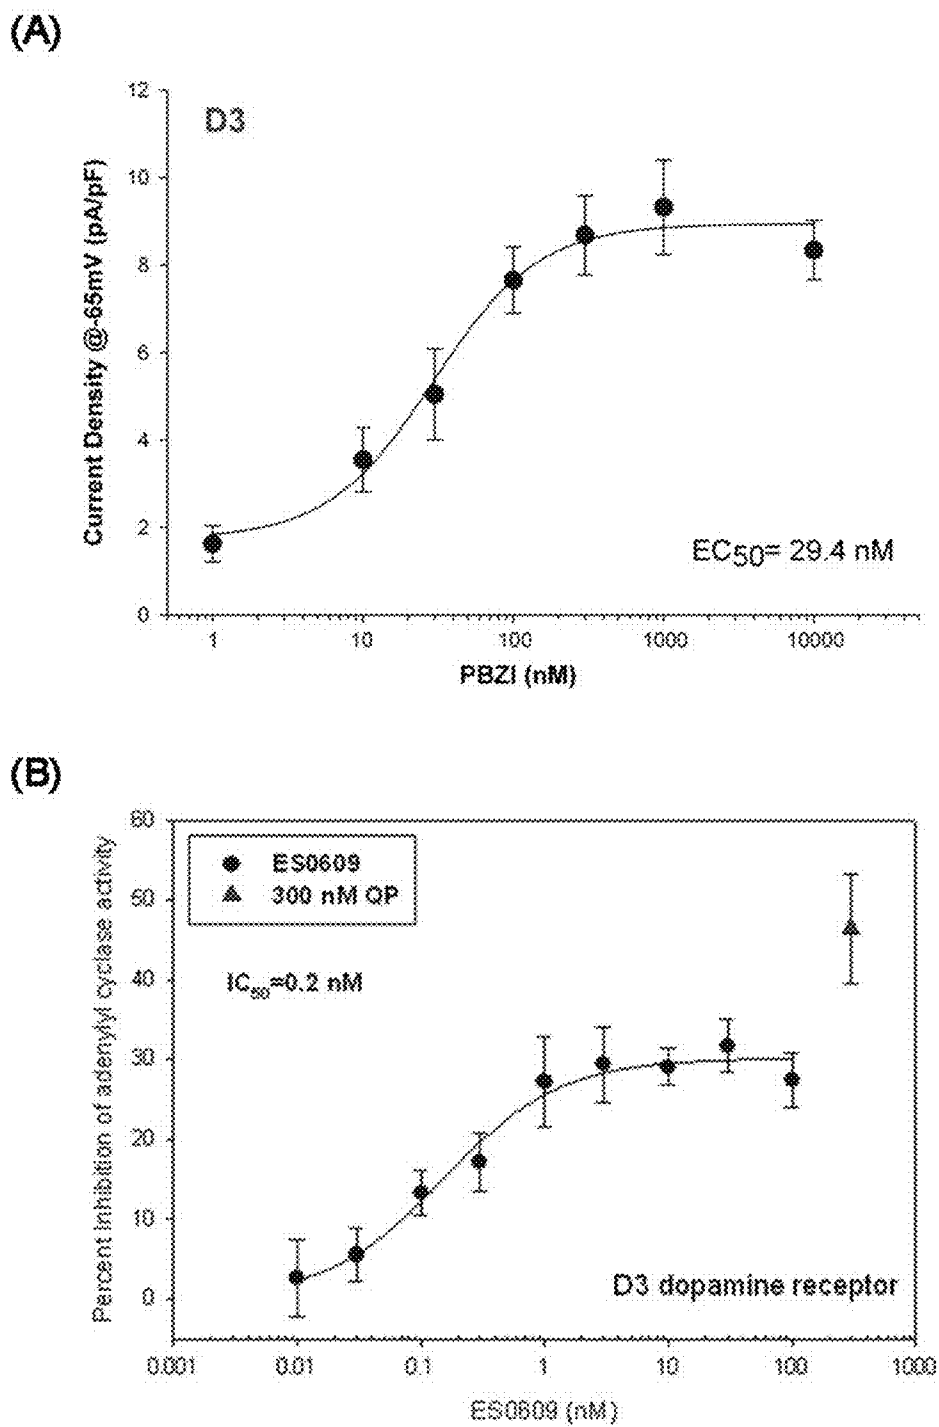 (A)
12
D3
10
8
6
4
2
0
Current Density @-65mV (pA/pF)
EC50= 29.4 nM
1 10 100 1000 10000
PBZI (nM)
(B)
60
50
40
30
20
10
0
Percent Inhibition of adenylyl cyclase activity
ES0609
300 nM QP
IC50=0.2 nM
D3 dopamine receptor
0.001 0.01 0.1 1 10 100 1000
ES0609 (nM)